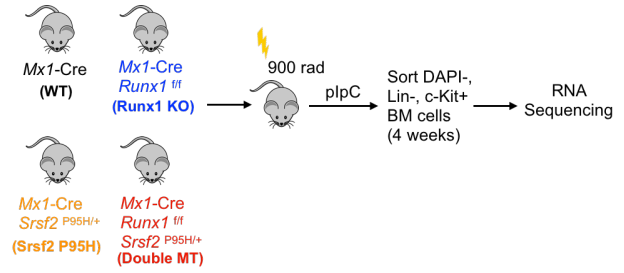 Mx1-Cre
(WT)
Mx1-Cre
Runx1 f/f
(Runx1 KO)
900 rad
pIpC
Sort DAPI-,
Lin-, c-Kit+
BM cells
(4 weeks)
RNA
Sequencing
Mx1-Cre
Srsf2 P95H/+
(Srsf2 P95H)
Mx1-Cre
Runx1 f/f
Srsf2 P95H/+
(Double MT)